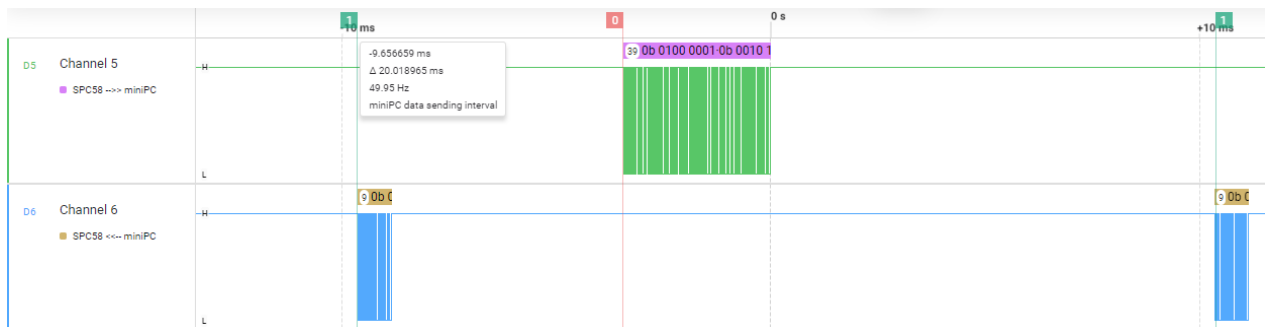 1
0
0 s
1
-10 ms
+10 ms
-9.656659 ms
Δ 20.018965 ms
49.95 Hz
miniPC data sending interval
D5 Channel 5
SPC58 -->> miniPC
H
L
39 0b 0100 0001·0b 0010 1
D6 Channel 6
SPC58 <<-- miniPC
H
L
9 0b 0
9 0b 0